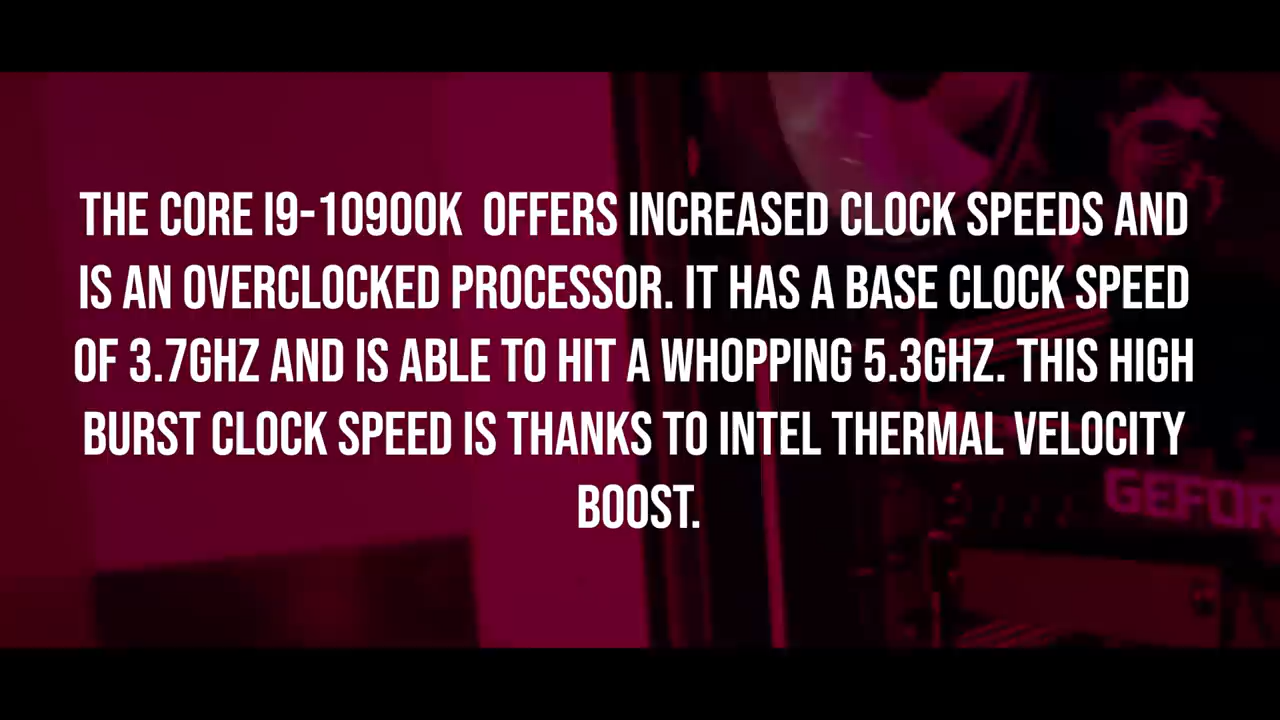 THE CORE I9-10900K  OFFERS INCREASED CLOCK SPEEDS AND
IS AN OVERCLOCKED PROCESSOR. IT HAS A BASE CLOCK SPEED
OF 3.7GHZ AND IS ABLE TO HIT A WHOPPING 5.3GHZ. THIS HIGH
BURST CLOCK SPEED IS THANKS TO INTEL THERMAL VELOCITY
BOOST.
GEFOR